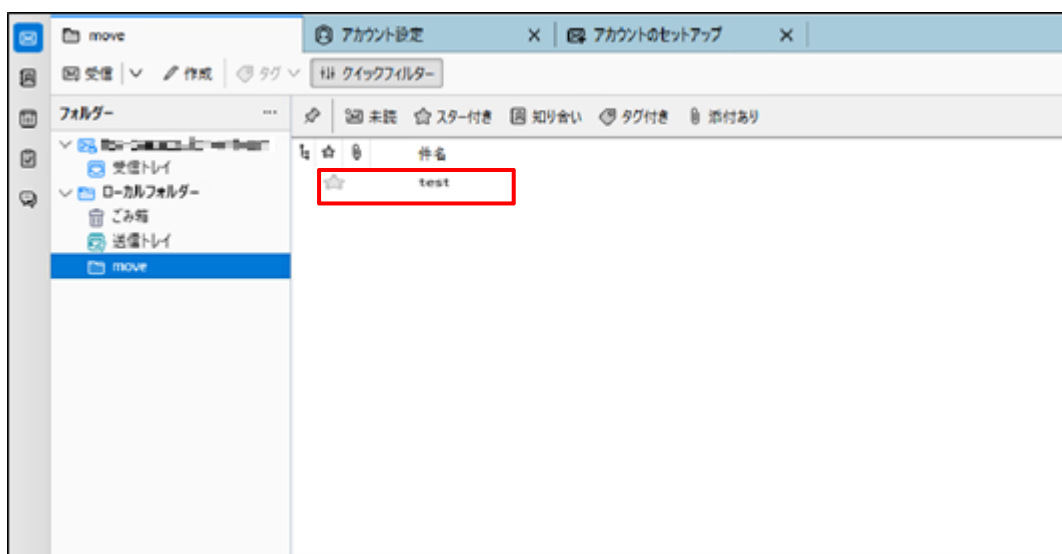 move アカウント設定 アカウントのセットアップ
受信 作成 タグ クイックフィルター
フォルダー ... 未読 スター付き 知り合い タグ付き 添付あり
件名
受信トレイ
test
ローカルフォルダー
ごみ箱
送信トレイ
move